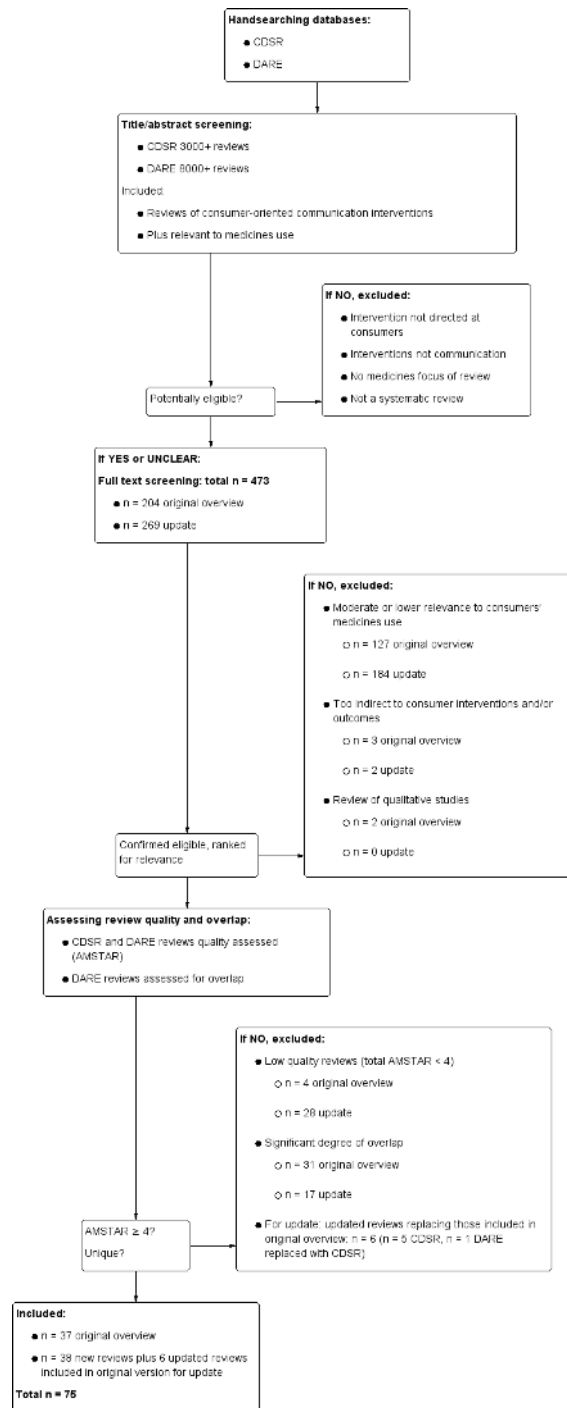 Handsearching databases:
● CDSR
● DARE
Title/abstract screening:
● CDSR 3000+ reviews
● DARE 8000+ reviews
Included:
● Reviews of consumer-oriented communication interventions
● Plus relevant to medicines use
If NO, excluded:
● Intervention not directed at
consumers
● Interventions not communication
● No medicines focus of review
● Not a systematic review
Potentially eligible?
If YES or UNCLEAR:
Full text screening: total n = 473
● n = 204 original overview
● n = 269 update
If NO, excluded:
● Moderate or lower relevance to consumers'
medicines use
○ n = 127 original overview
○ n = 184 update
● Too indirect to consumer interventions and/or
outcomes
○ n = 3 original overview
○ n = 2 update
● Review of qualitative studies
○ n = 2 original overview
○ n = 0 update
Confirmed eligible, ranked
for relevance
Assessing review quality and overlap:
● CDSR and DARE reviews quality assessed
(AMSTAR)
● DARE reviews assessed for overlap
If NO, excluded:
● Low quality reviews (total AMSTAR < 4)
○ n = 4 original overview
○ n = 28 update
● Significant degree of overlap
○ n = 31 original overview
○ n = 17 update
● For update: updated reviews replacing those included in
original overview: n = 6 (n = 5 CDSR, n = 1 DARE
replaced with CDSR)
AMSTAR ≥ 4?
Unique?
Included:
● n = 37 original overview
● n = 38 new reviews plus 6 updated reviews
included in original version for update
Total n = 75